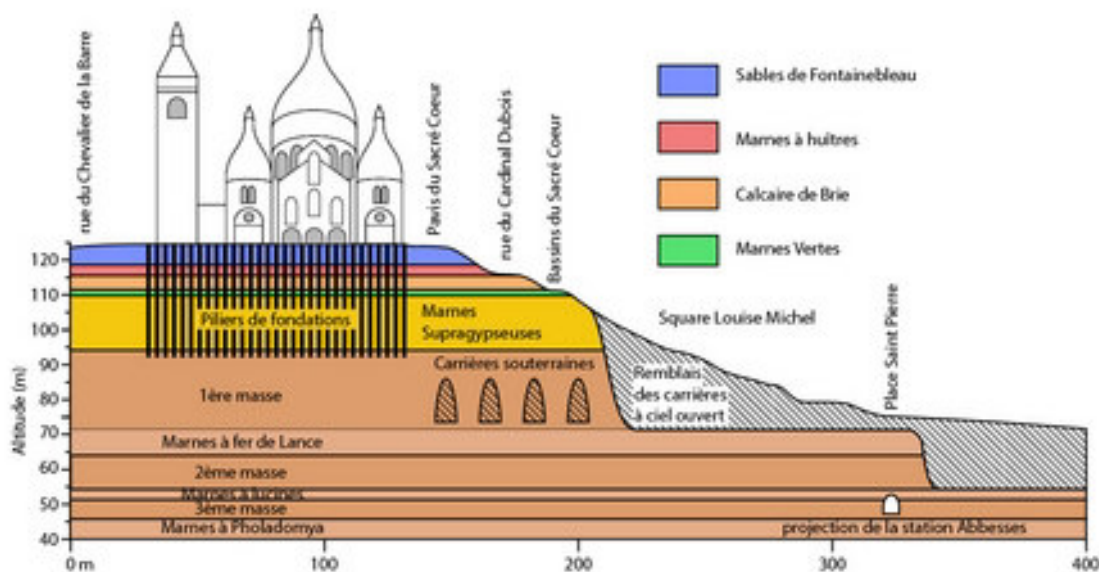 rue du Chevalier de la Barre
Pavis du Sacré Coeur
rue du Cardinal Dubois
Bassins du Sacré Coeur
Sables de Fontainebleau
Marnes à huîtres
Calcaire de Brie
Marnes Vertes
Altitude (m)
120
110
100
90
80
70
60
50
40
Piliers de fondations
Marnes
Supragypseuses
Square Louise Michel
Place Saint Pierre
Carrières souterraines
Remblais
des carrières
à ciel ouvert
1ère masse
Marnes à fer de Lance
2ème masse
Marnes à lucines
3ème masse
Marnes à Pholadomya
projection de la station Abbesses
0 m
100
200
300
400